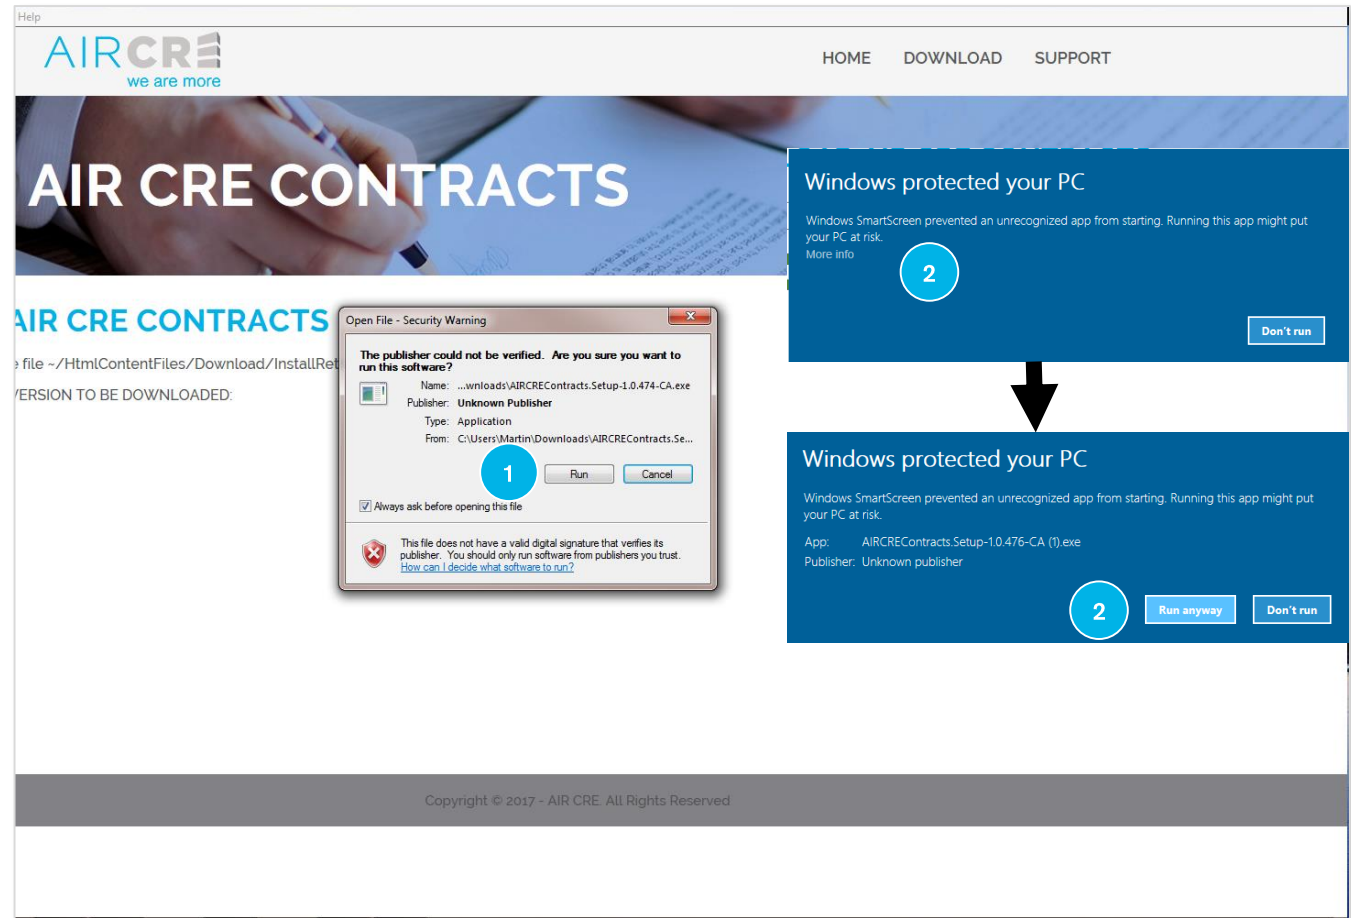 Help
AIRCRE
we are more
HOME DOWNLOAD SUPPORT
AIR CRE CONTRACTS
AIR CRE CONTRACTS
file ~/HtmlContentFiles/Download/InstallRet
VERSION TO BE DOWNLOADED:
Open File - Security Warning
The publisher could not be verified. Are you sure you want to
run this software?
Name: ...wnloads\AIRCREContracts.Setup-1.0.474-CA.exe
Publisher: Unknown Publisher
Type: Application
From: C:\Users\Martin\Downloads\AIRCREContracts.Se...
1
Run Cancel
Always ask before opening this file
This file does not have a valid digital signature that verifies its
publisher. You should only run software from publishers you trust.
How can I decide what software to run?
Windows protected your PC
Windows SmartScreen prevented an unrecognized app from starting. Running this app might put
your PC at risk.
More info
2
Don't run
Windows protected your PC
Windows SmartScreen prevented an unrecognized app from starting. Running this app might put
your PC at risk.
App: AIRCREContracts.Setup-1.0.476-CA (1).exe
Publisher: Unknown publisher
2
Run anyway Don't run
Copyright © 2017 - AIR CRE. All Rights Reserved